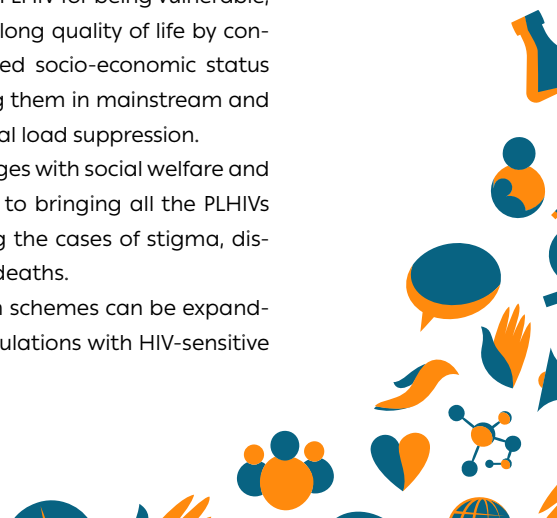 PLHIV for being vulnerable,
long quality of life by con-
ed socio-economic status
g them in mainstream and
al load suppression.
ges with social welfare and
to bringing all the PLHIVs
g the cases of stigma, dis-
deaths.
schemes can be expand-
ulations with HIV-sensitive